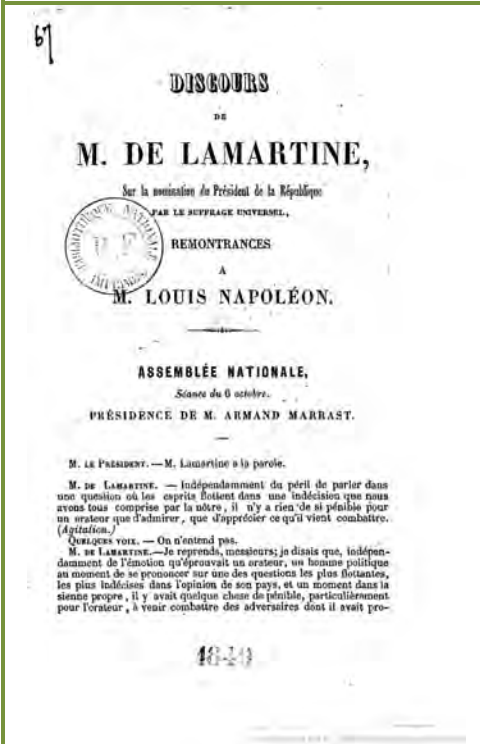 67
DISCOURS
DE
M. DE LAMARTINE,
Sur la nomination du Président de la République
PAR LE SUFFRAGE UNIVERSEL,
REMONTRANCES
A
M. LOUIS NAPOLÉON.
BIBLIOTHÈQUE NATIONALE
R F
IMPRIMÉS
ASSEMBLÉE NATIONALE,
Séance du 6 octobre.
PRÉSIDENCE DE M. ARMAND MARRAST.
M. LE PRÉSIDENT. — M. Lamartine a la parole.
M. DE LAMARTINE. — Indépendamment du péril de parler dans
une question où les esprits flottent dans une indécision que nous
avons tous comprise par la nôtre, il n'y a rien de si pénible pour
un orateur que d'admirer, que d'apprécier ce qu'il vient combattre.
(Agitation.)
QUELQUES VOIX. — On n'entend pas.
M. DE LAMARTINE.—Je reprends, messieurs; je disais que, indépen-
damment de l'émotion qu'éprouvait un orateur, un homme politique
au moment de se prononcer sur une des questions les plus flottantes,
les plus indécises dans l'opinion de son pays, et un moment dans la
sienne propre, il y avait quelque chose de pénible, particulièrement
pour l'orateur, à venir combattre des adversaires dont il avait pro-
1849